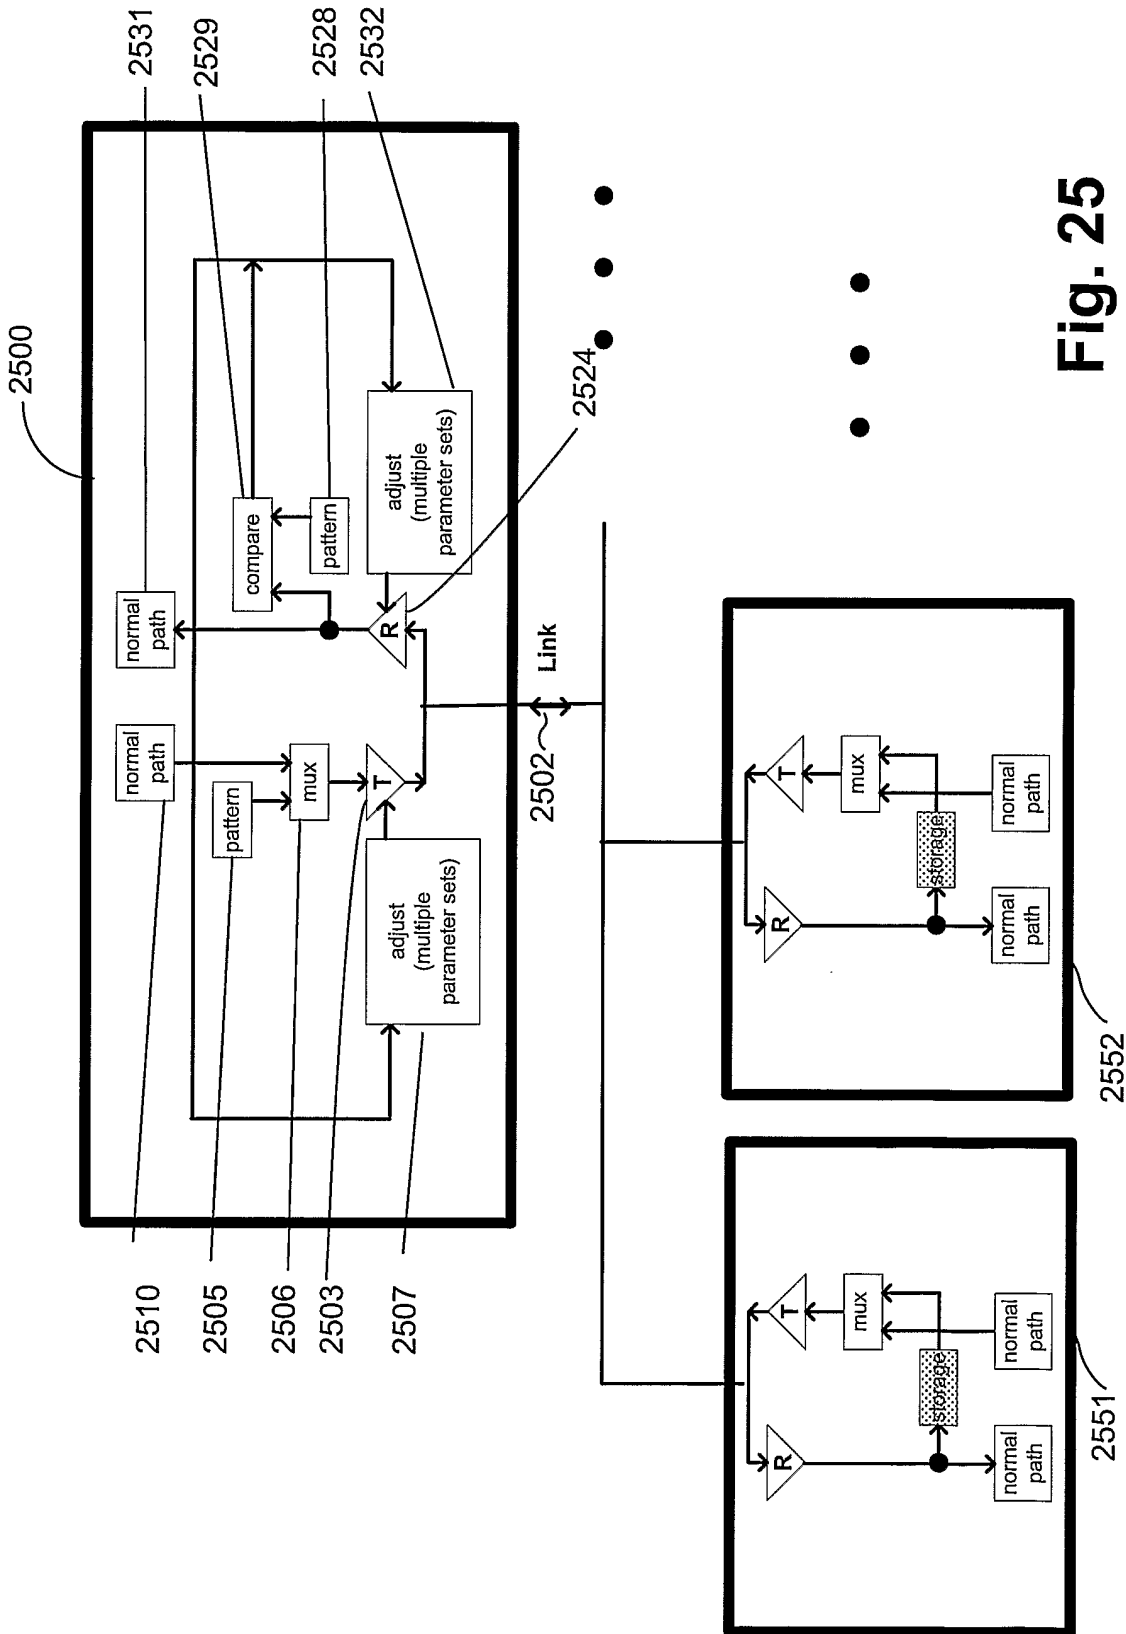 2500
2531
2529
2528
2532
2524
normal
path
normal
path
compare
pattern
pattern
mux
R
T
adjust
(multiple
parameter sets)
adjust
(multiple
parameter sets)
2510
2505
2506
2503
2507
2502
Link
R
T
mux
storage
normal
path
normal
path
2551
R
T
mux
storage
normal
path
normal
path
2552
Fig. 25